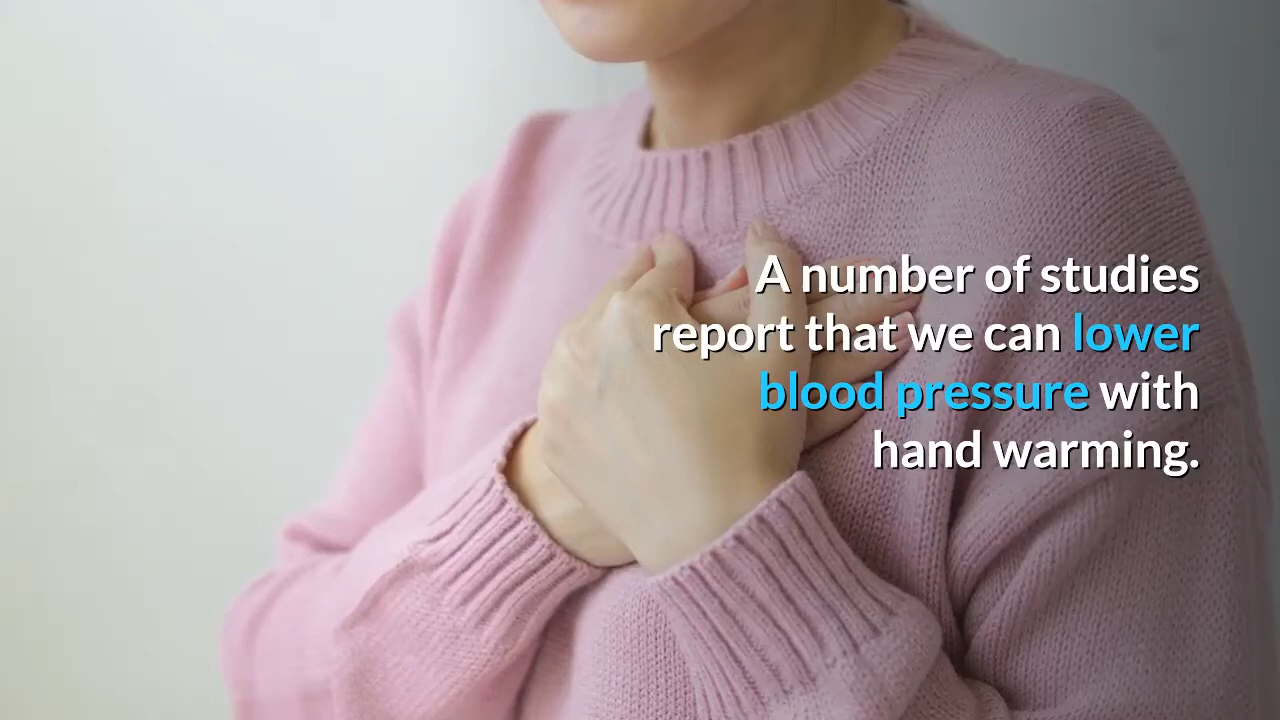 A number of studies
report that we can lower
blood pressure with
hand warming.